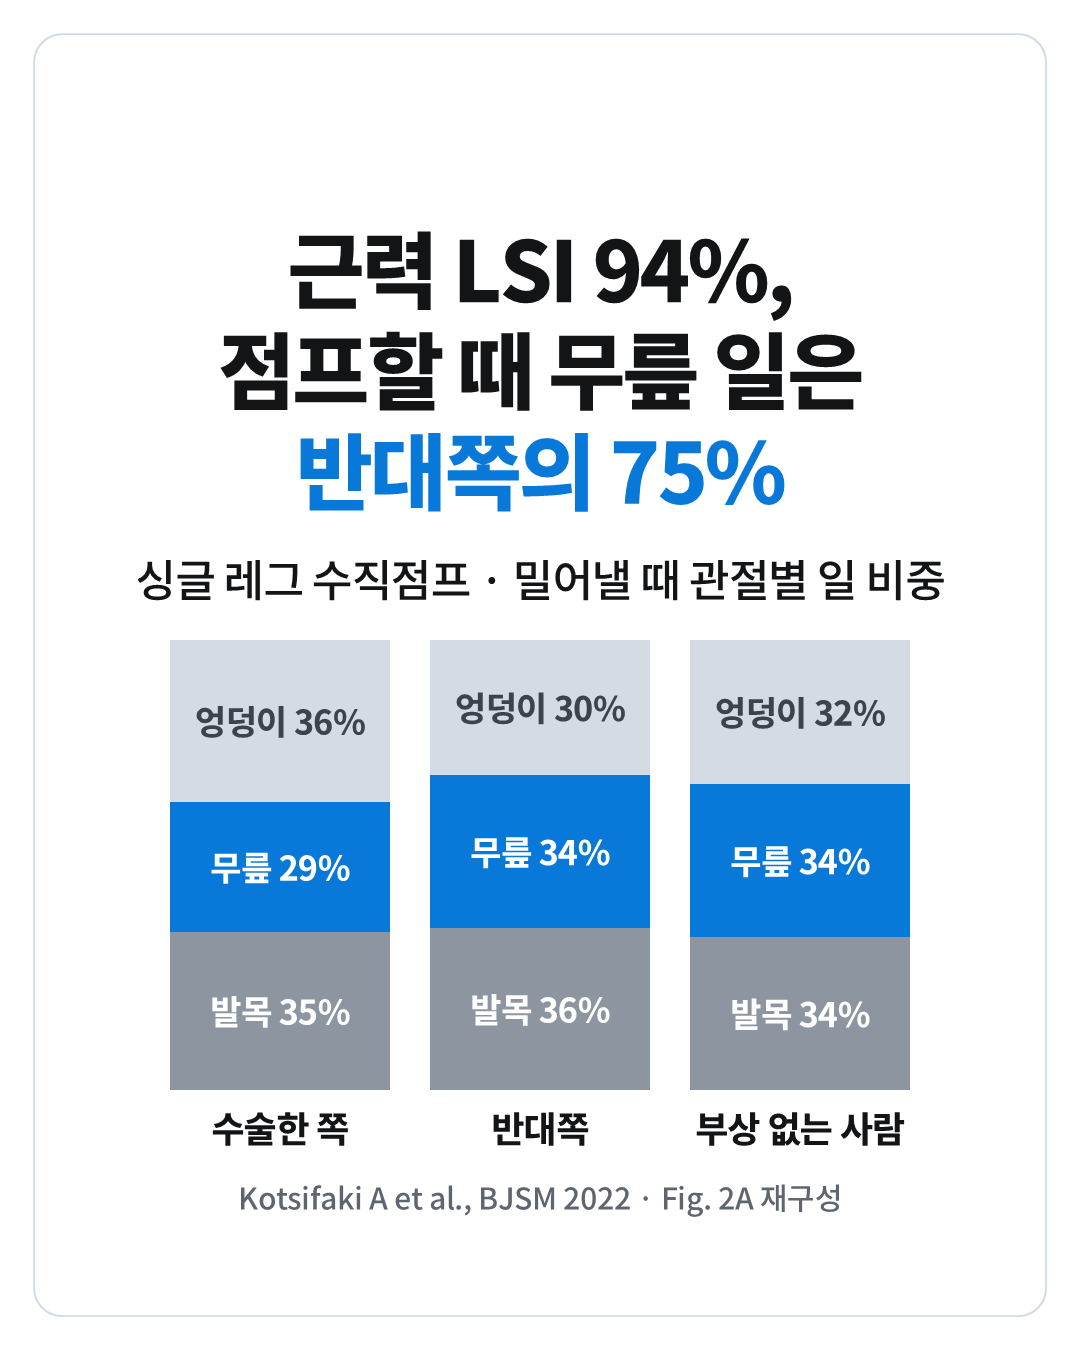 근력 LSI 94%,
점프할 때 무릎 일은
반대쪽의 75%
싱글 레그 수직점프 · 밀어낼 때 관절별 일 비중
엉덩이 36%
무릎 29%
발목 35%
수술한 쪽
엉덩이 30%
무릎 34%
발목 36%
반대쪽
엉덩이 32%
무릎 34%
발목 34%
부상 없는 사람
Kotsifaki A et al., BJSM 2022 · Fig. 2A 재구성